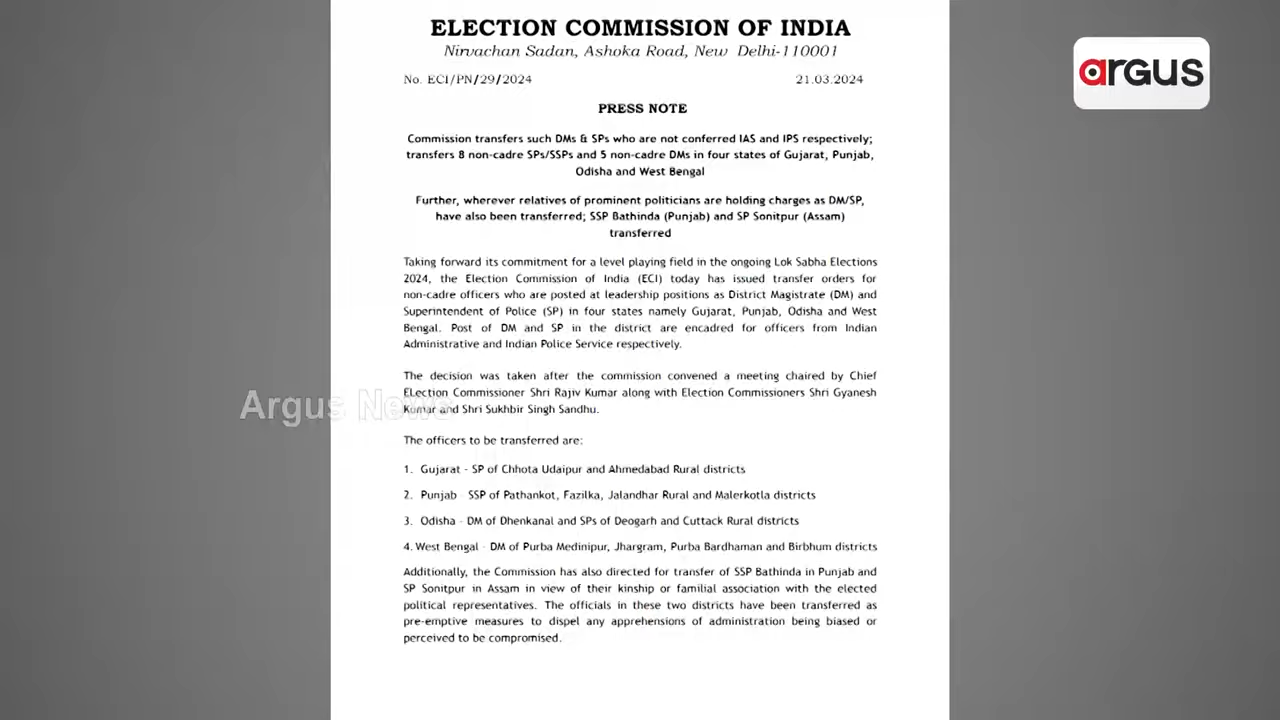 ELECTION COMMISSION OF INDIA
Nirvachan Sadan, Ashoka Road, New Delhi-110001
No. ECI/PN/29/2024 21.03.2024
argus
PRESS NOTE
Commission transfers such DMs & SPs who are not conferred IAS and IPS respectively;
transfers 8 non-cadre SPs/SSPs and 5 non-cadre DMs in four states of Gujarat, Punjab,
Odisha and West Bengal
Further, wherever relatives of prominent politicians are holding charges as DM/SP,
have also been transferred; SSP Bathinda (Punjab) and SP Sonitpur (Assam)
transferred
Taking forward its commitment for a level playing field in the ongoing Lok Sabha Elections
2024, the Election Commission of India (ECI) today has issued transfer orders for
non-cadre officers who are posted at leadership positions as District Magistrate (DM) and
Superintendent of Police (SP) in four states namely Gujarat, Punjab, Odisha and West
Bengal. Post of DM and SP in the district are encadred for officers from Indian
Administrative and Indian Police Service respectively.
The decision was taken after the commission convened a meeting chaired by Chief
Election Commissioner Shri Rajiv Kumar along with Election Commissioners Shri Gyanesh
Kumar and Shri Sukhbir Singh Sandhu.
Argus News
The officers to be transferred are:
1. Gujarat - SP of Chhota Udaipur and Ahmedabad Rural districts
2. Punjab - SSP of Pathankot, Fazilka, Jalandhar Rural and Malerkotla districts
3. Odisha - DM of Dhenkanal and SPs of Deogarh and Cuttack Rural districts
4. West Bengal - DM of Purba Medinipur, Jhargram, Purba Bardhaman and Birbhum districts
Additionally, the Commission has also directed for transfer of SSP Bathinda in Punjab and
SP Sonitpur in Assam in view of their kinship or familial association with the elected
political representatives. The officials in these two districts have been transferred as
pre-emptive measures to dispel any apprehensions of administration being biased or
perceived to be compromised.